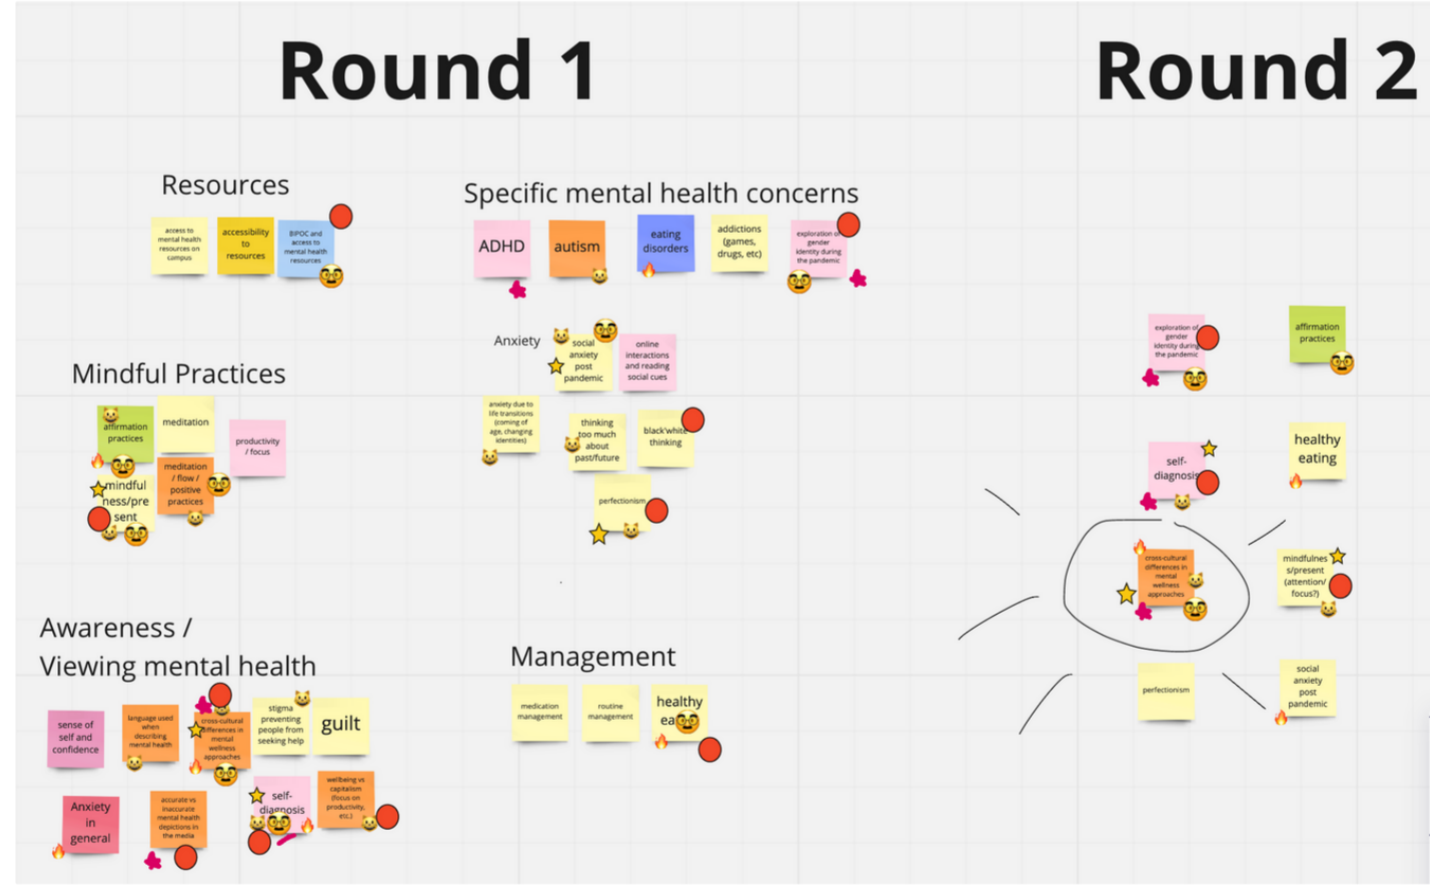 Round 1
Round 2
Resources
access to
mental health
resources on
campus
accessibility
to
resources
BIPOC and
access to
mental health
resources
Specific mental health concerns
ADHD
autism
eating
disorders
addictions
(games,
drugs, etc)
exploration of
gender
identity during
the pandemic
Anxiety
social
anxiety
post
pandemic
online
interactions
and reading
social cues
anxiety due to
life transitions
(coming of
age, changing
identities)
thinking
too much
about
past/future
black'white
thinking
perfectionism
Mindful Practices
affirmation
practices
meditation
productivity
/ focus
mindful
ness/pre
sent
meditation
/ flow /
positive
practices
Awareness /
Viewing mental health
sense of
self and
confidence
language used
when
describing
mental health
cross-cultural
differences in
mental
wellness
approaches
stigma
preventing
people from
seeking help
guilt
Anxiety
in
general
accurate vs
inaccurate
mental health
depictions in
the media
self-
diagnosis
wellbeing vs
capitalism
(focus on
productivity,
etc.)
Management
medication
management
routine
management
healthy
ea
exploration of
gender
identity during
the pandemic
affirmation
practices
self-
diagnosis
healthy
eating
cross-cultural
differences in
mental
wellness
approaches
mindfulnes
s/present
(attention/
focus?)
perfectionism
social
anxiety
post
pandemic